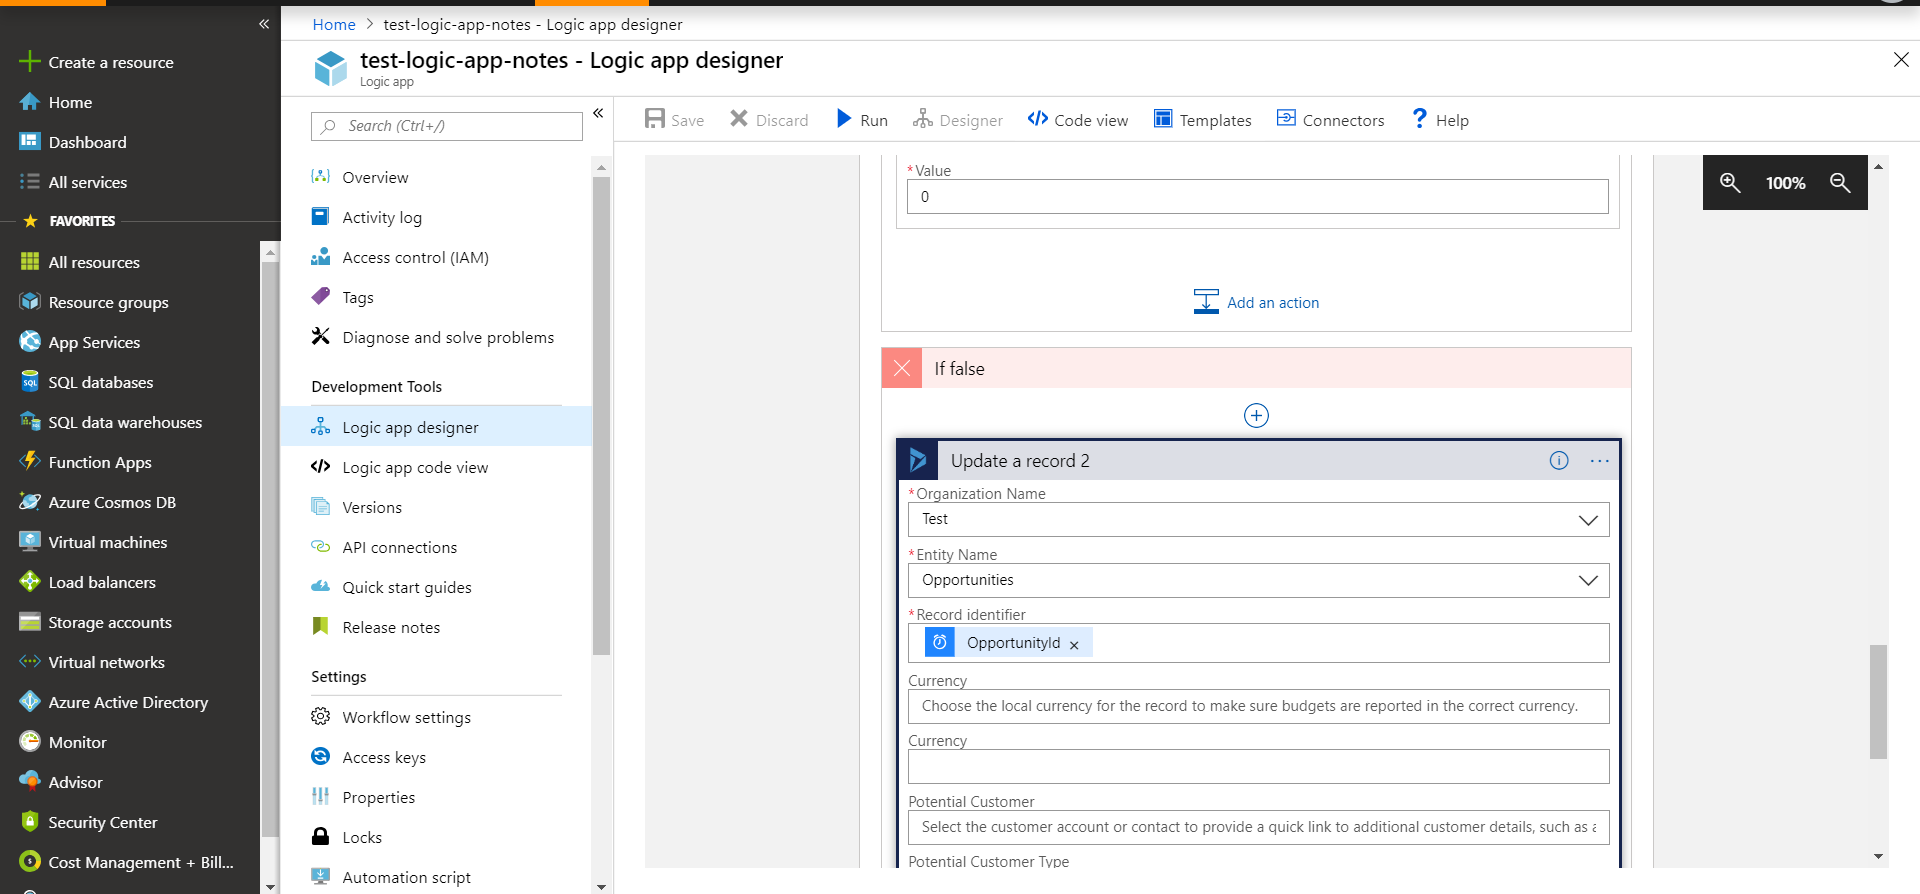 Home > test-logic-app-notes - Logic app designer
test-logic-app-notes - Logic app designer
Logic app
Create a resource
Home
Dashboard
All services
FAVORITES
All resources
Resource groups
App Services
SQL databases
SQL data warehouses
Function Apps
Azure Cosmos DB
Virtual machines
Load balancers
Storage accounts
Virtual networks
Azure Active Directory
Monitor
Advisor
Security Center
Cost Management + Bill...
Search (Ctrl+/)
Overview
Activity log
Access control (IAM)
Tags
Diagnose and solve problems
Development Tools
Logic app designer
Logic app code view
Versions
API connections
Quick start guides
Release notes
Settings
Workflow settings
Access keys
Properties
Locks
Automation script
Save Discard Run Designer Code view Templates Connectors Help
100%
*Value
0
Add an action
If false
Update a record 2
*Organization Name
Test
*Entity Name
Opportunities
*Record identifier
OpportunityId ×
Currency
Choose the local currency for the record to make sure budgets are reported in the correct currency.
Currency
Potential Customer
Select the customer account or contact to provide a quick link to additional customer details, such as a
Potential Customer Type